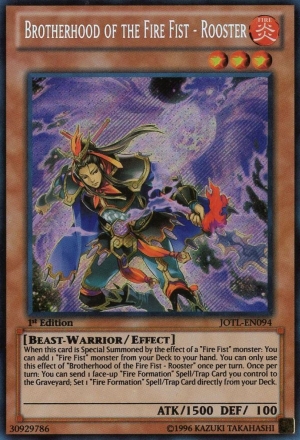 BROTHERHOOD OF THE FIRE FIST - ROOSTER
FIRE
炎
1st Edition
JOTL-EN094
[BEAST-WARRIOR/EFFECT]
When this card is Special Summoned by the effect of a "Fire Fist" monster: You
can add 1 "Fire Fist" monster from your Deck to your hand. You can only use
this effect of "Brotherhood of the Fire Fist - Rooster" once per turn. Once per
turn: You can send 1 face-up "Fire Formation" Spell/Trap Card you control to
the Graveyard; Set 1 "Fire Formation" Spell/Trap Card directly from your Deck.
ATK/1500 DEF/ 100
30929786
©1996 KAZUKI TAKAHASHI